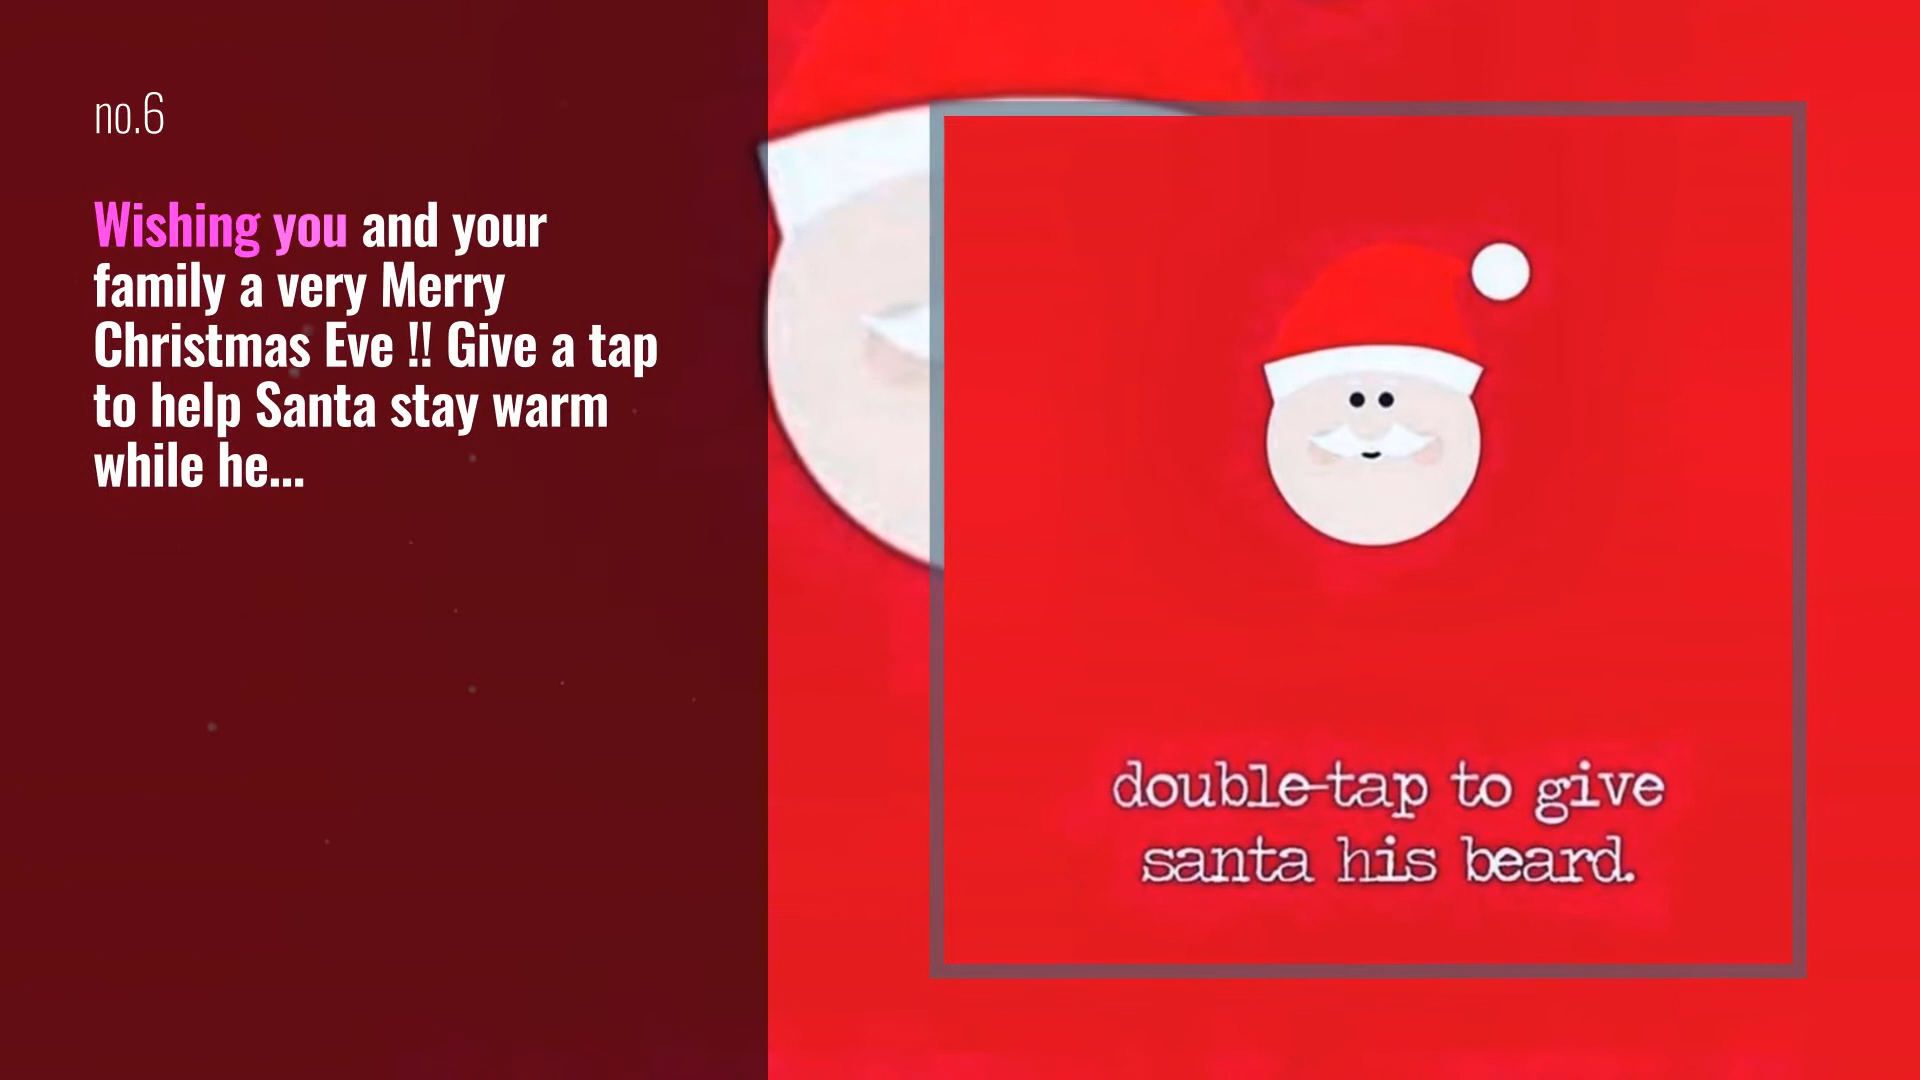 no.6
Wishing you and your
family a very Merry
Christmas Eve !! Give a tap
to help Santa stay warm
while he...
double-tap to give
santa his beard.